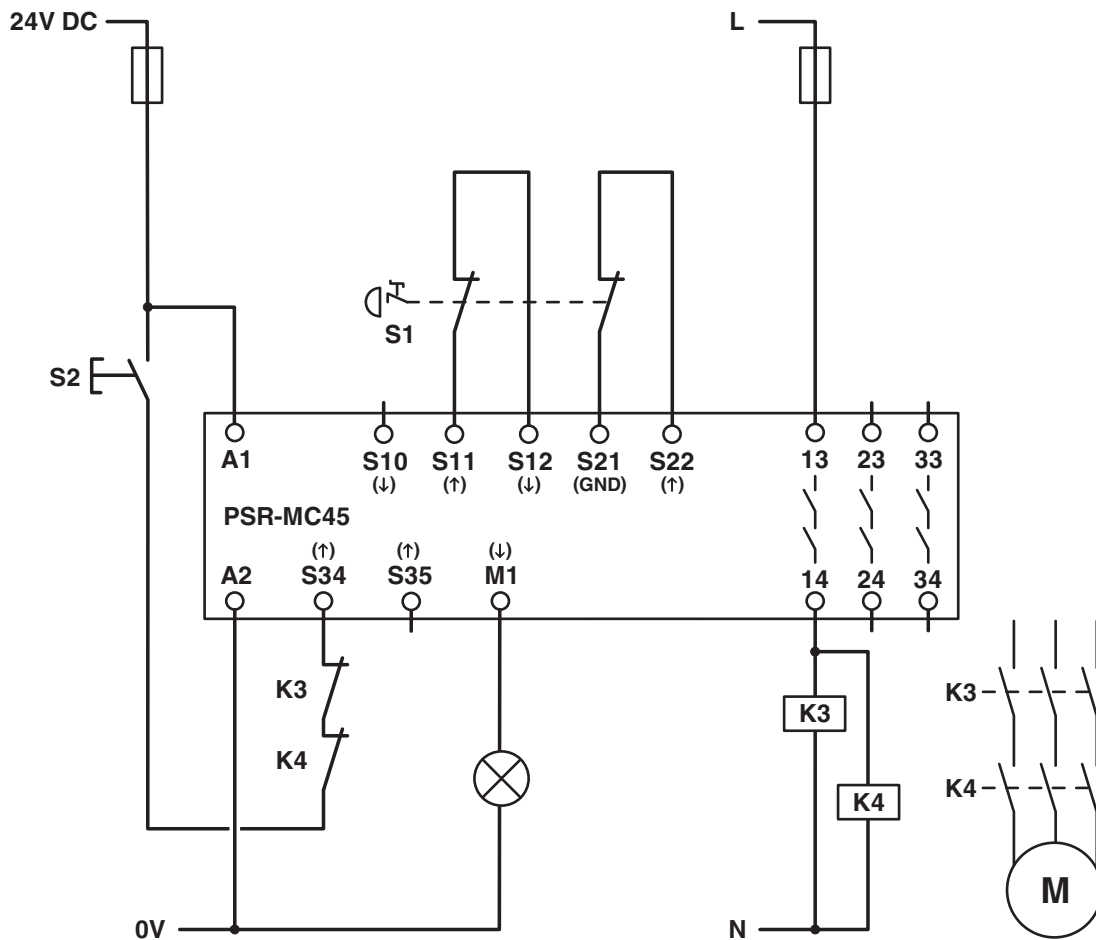 24V DC
L
S1
S2
A1
S10 S11 S12 S21 S22
(↓) (↑) (↓) (GND) (↑)
13 23 33
PSR-MC45
(↑) (↑) (↓)
A2 S34 S35 M1
14 24 34
K3
K4
K3
K4
K3
K4
M
0V
N